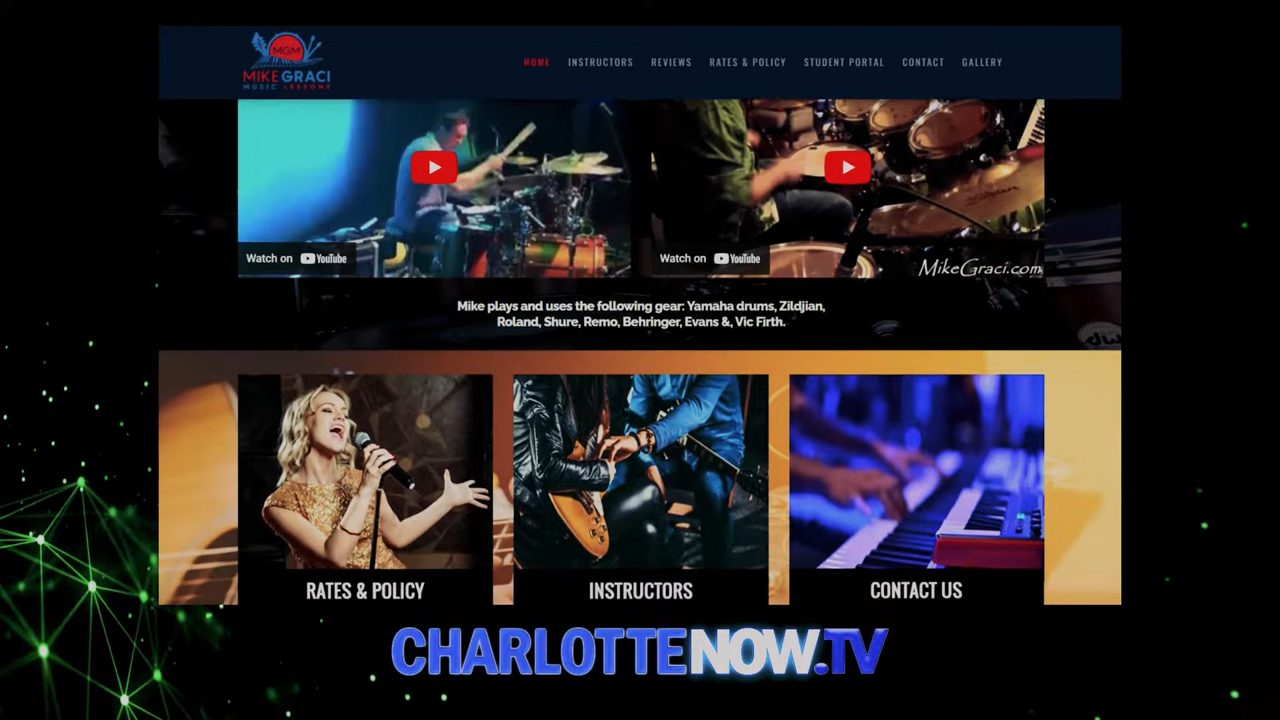 MGM
MIKE GRACI
MUSIC LESSONS
HOME INSTRUCTORS REVIEWS RATES & POLICY STUDENT PORTAL CONTACT GALLERY
Watch on YouTube
Watch on YouTube
MikeGraci.com
Mike plays and uses the following gear: Yamaha drums, Zildjian,
Roland, Shure, Remo, Behringer, Evans &, Vic Firth.
dw
RATES & POLICY
INSTRUCTORS
CONTACT US
CHARLOTTENOW.TV